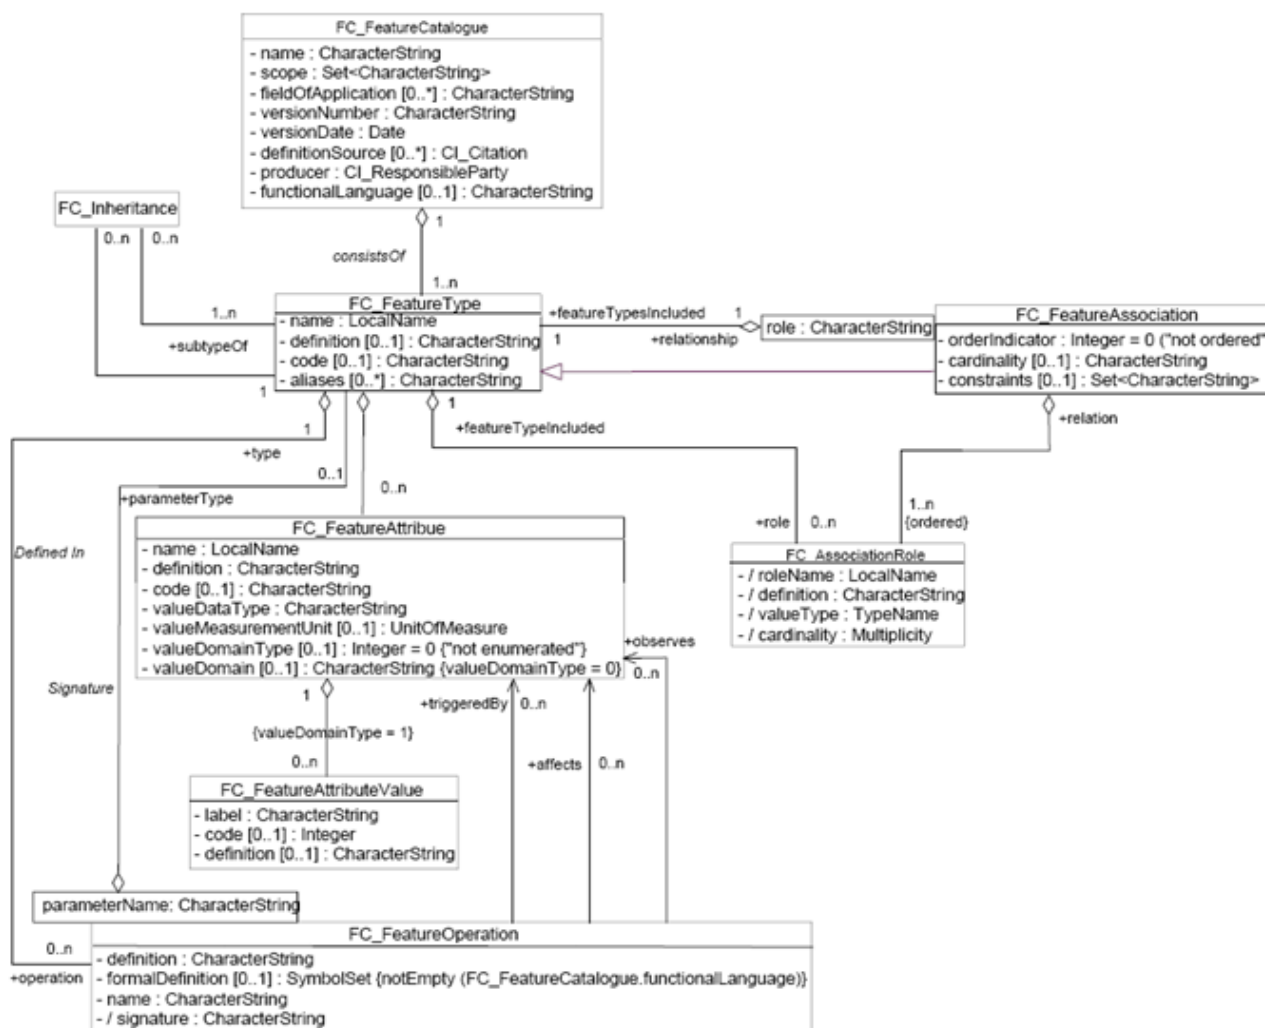 FC_FeatureCatalogue
- name : CharacterString
- scope : Set<CharacterString>
- fieldOfApplication [0..*] : CharacterString
- versionNumber : CharacterString
- versionDate : Date
- definitionSource [0..*] : CI_Citation
- producer : CI_ResponsibleParty
- functionalLanguage [0..1] : CharacterString
FC_Inheritance
0..n
0..n
1
consistsOf
1..n
1..n
+subtypeOf
1
FC_FeatureType
- name : LocalName
- definition [0..1] : CharacterString
- code [0..1] : CharacterString
- aliases [0..*] : CharacterString
+featureTypesIncluded
1
1
+relationship
role : CharacterString
FC_FeatureAssociation
- orderIndicator : Integer = 0 ("not ordered"
- cardinality [0..1] : CharacterString
- constraints [0..1] : Set<CharacterString>
1
+type
0..1
+parameterType
0..n
1
+featureTypeIncluded
+relation
+role
0..n
1..n
{ordered}
Defined In
Signature
FC_FeatureAttribue
- name : LocalName
- definition : CharacterString
- code [0..1] : CharacterString
- valueDataType : CharacterString
- valueMeasurementUnit [0..1] : UnitOfMeasure
- valueDomainType [0..1] : Integer = 0 {"not enumerated"}
- valueDomain [0..1] : CharacterString {valueDomainType = 0}
FC_AssociationRole
- / roleName : LocalName
- / definition : CharacterString
- / valueType : TypeName
- / cardinality : Multiplicity
+observes
0..n
+triggeredBy
0..n
+affects
0..n
1
{valueDomainType = 1}
0..n
FC_FeatureAttributeValue
- label : CharacterString
- code [0..1] : Integer
- definition [0..1] : CharacterString
parameterName: CharacterString
0..n
+operation
FC_FeatureOperation
- definition : CharacterString
- formalDefinition [0..1] : SymbolSet {notEmpty (FC_FeatureCatalogue.functionalLanguage)}
- name : CharacterString
- / signature : CharacterString